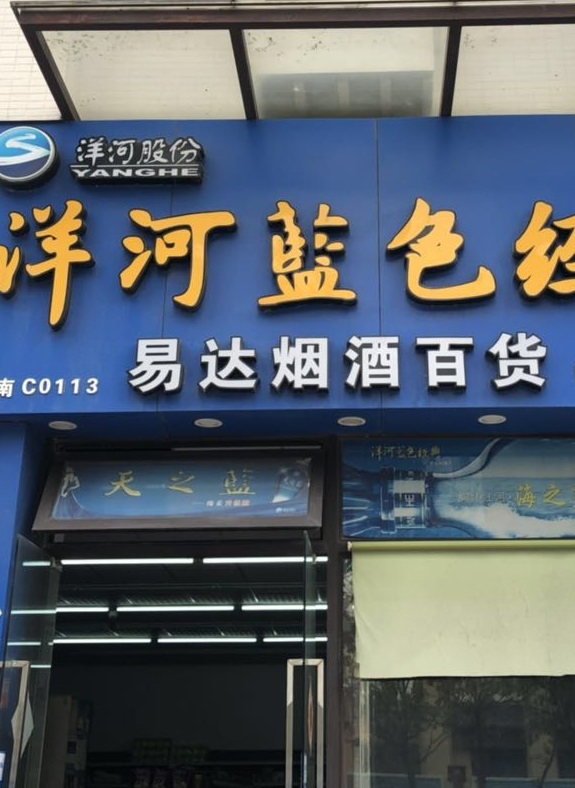 洋河股份
YANGHE
洋河藍色经
易达烟酒百货
南 C0113
天之藍
洋河藍色经典
海之